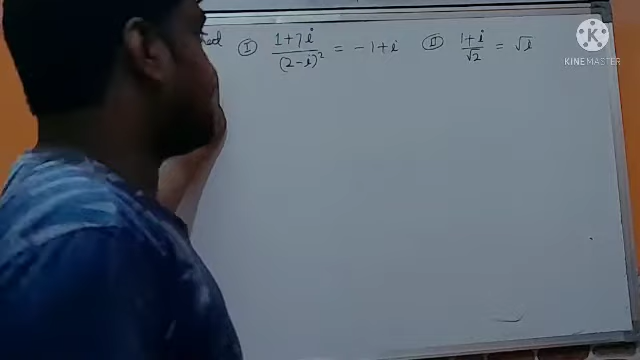 ① (1+7i)/(2-i)² = -1+i ② (1+i)/√2 = √i
KINEMASTER